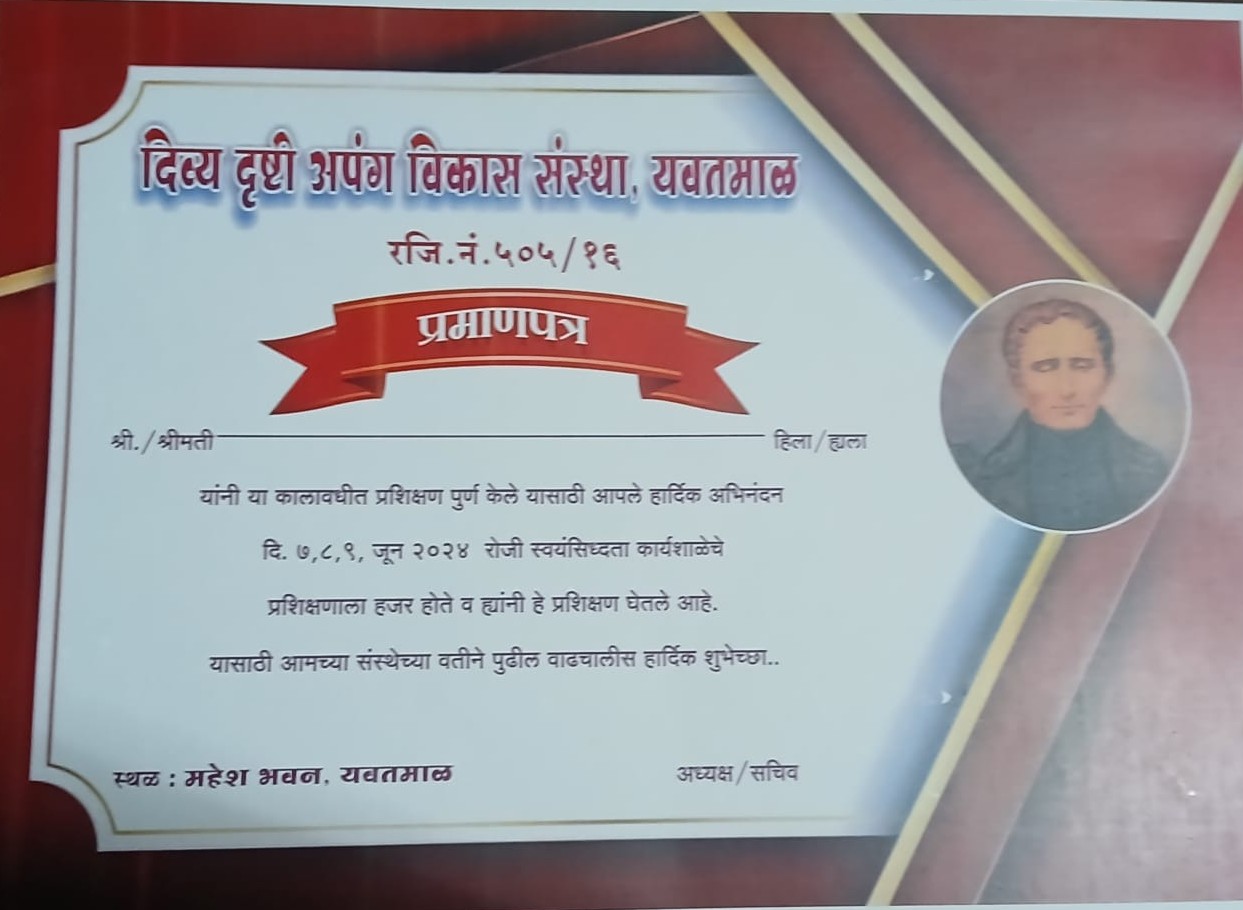 दिव्य दृष्टी अपंग विकास संस्था, यवतमाळ
रजि.नं.५०५/१६
प्रमाणपत्र
श्री./श्रीमती हिला/ह्यला
यांनी या कालावधीत प्रशिक्षण पुर्ण केले यासाठी आपले हार्दिक अभिनंदन
दि. ७,८,९, जून २०२४ रोजी स्वयंसिध्दता कार्यशाळेचे
प्रशिक्षणाला हजर होते व ह्यांनी हे प्रशिक्षण घेतले आहे.
यासाठी आमच्या संस्थेच्या वतीने पुढील वाढचालीस हार्दिक शुभेच्छा..
स्थळ : महेश भवन, यवतमाळ
अध्यक्ष/सचिव